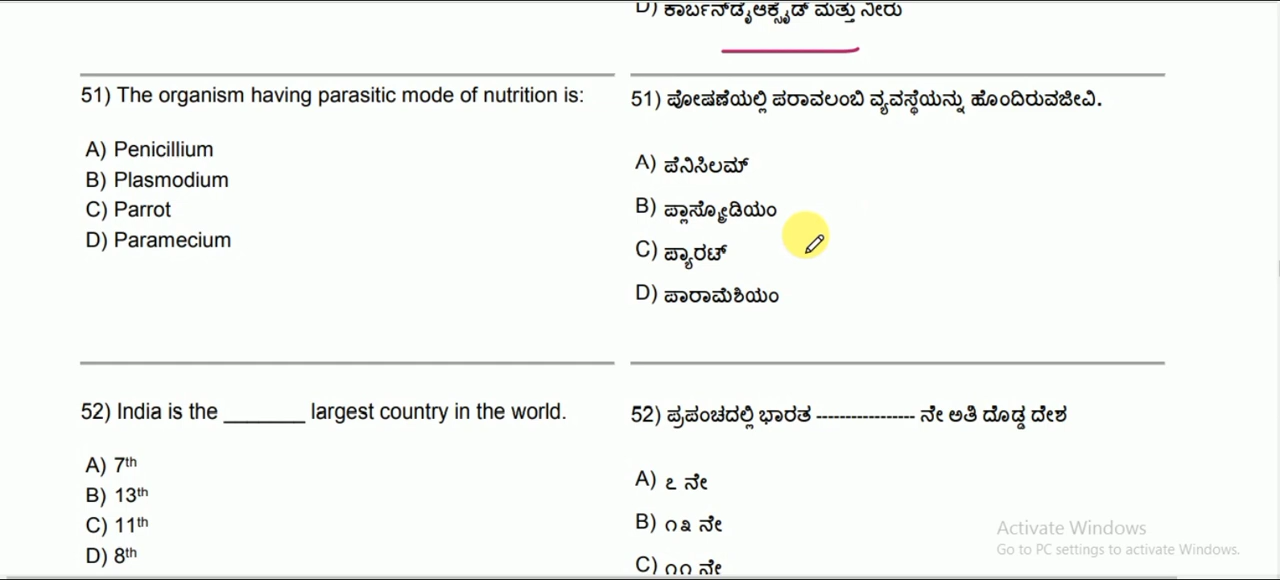 D) ಕಾರ್ಬನ್‌ಡೈಆಕ್ಸೈಡ್ ಮತ್ತು ನೀರು
51) The organism having parasitic mode of nutrition is:
A) Penicillium
B) Plasmodium
C) Parrot
D) Paramecium
51) ಪೋಷಣೆಯಲ್ಲಿ ಪರಾವಲಂಬಿ ವ್ಯವಸ್ಥೆಯನ್ನು ಹೊಂದಿರುವಜೀವಿ.
A) ಪೆನಿಸಿಲಮ್
B) ಪ್ಲಾಸ್ಮೋಡಿಯಂ
C) ಪ್ಯಾರಟ್
D) ಪಾರಾಮೆಶಿಯಂ
52) India is the _______ largest country in the world.
A) 7th
B) 13th
C) 11th
D) 8th
52) ಪ್ರಪಂಚದಲ್ಲಿ ಭಾರತ ----------------- ನೇ ಅತಿ ದೊಡ್ಡ ದೇಶ
A) ೭ ನೇ
B) ೧೩ ನೇ
C) ೧೧ ನೇ
Activate Windows
Go to PC settings to activate Windows.